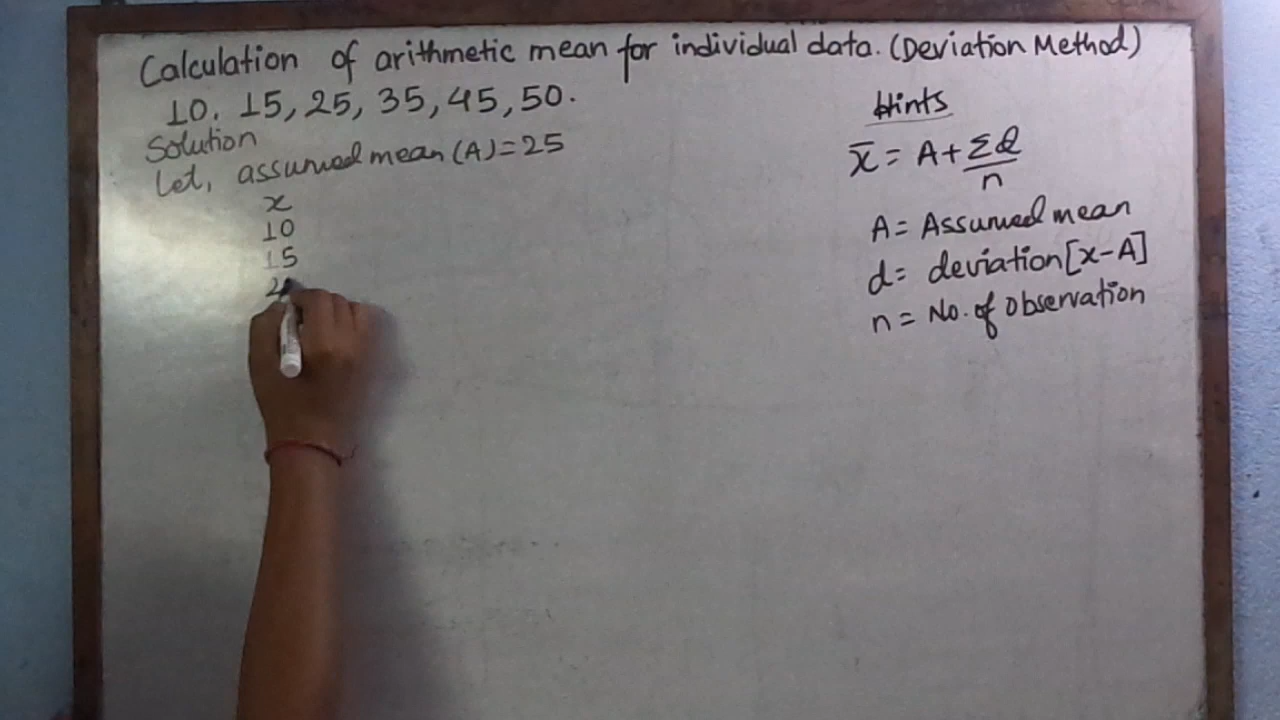 Calculation of arithmetic mean for individual data. (Deviation Method)
10, 15, 25, 35, 45, 50.
Solution
Let, assumed mean (A) = 25
x
10
15
2
Hints
x̄ = A + Σd/n
A = Assumed mean
d = deviation [x-A]
n = No. of observation